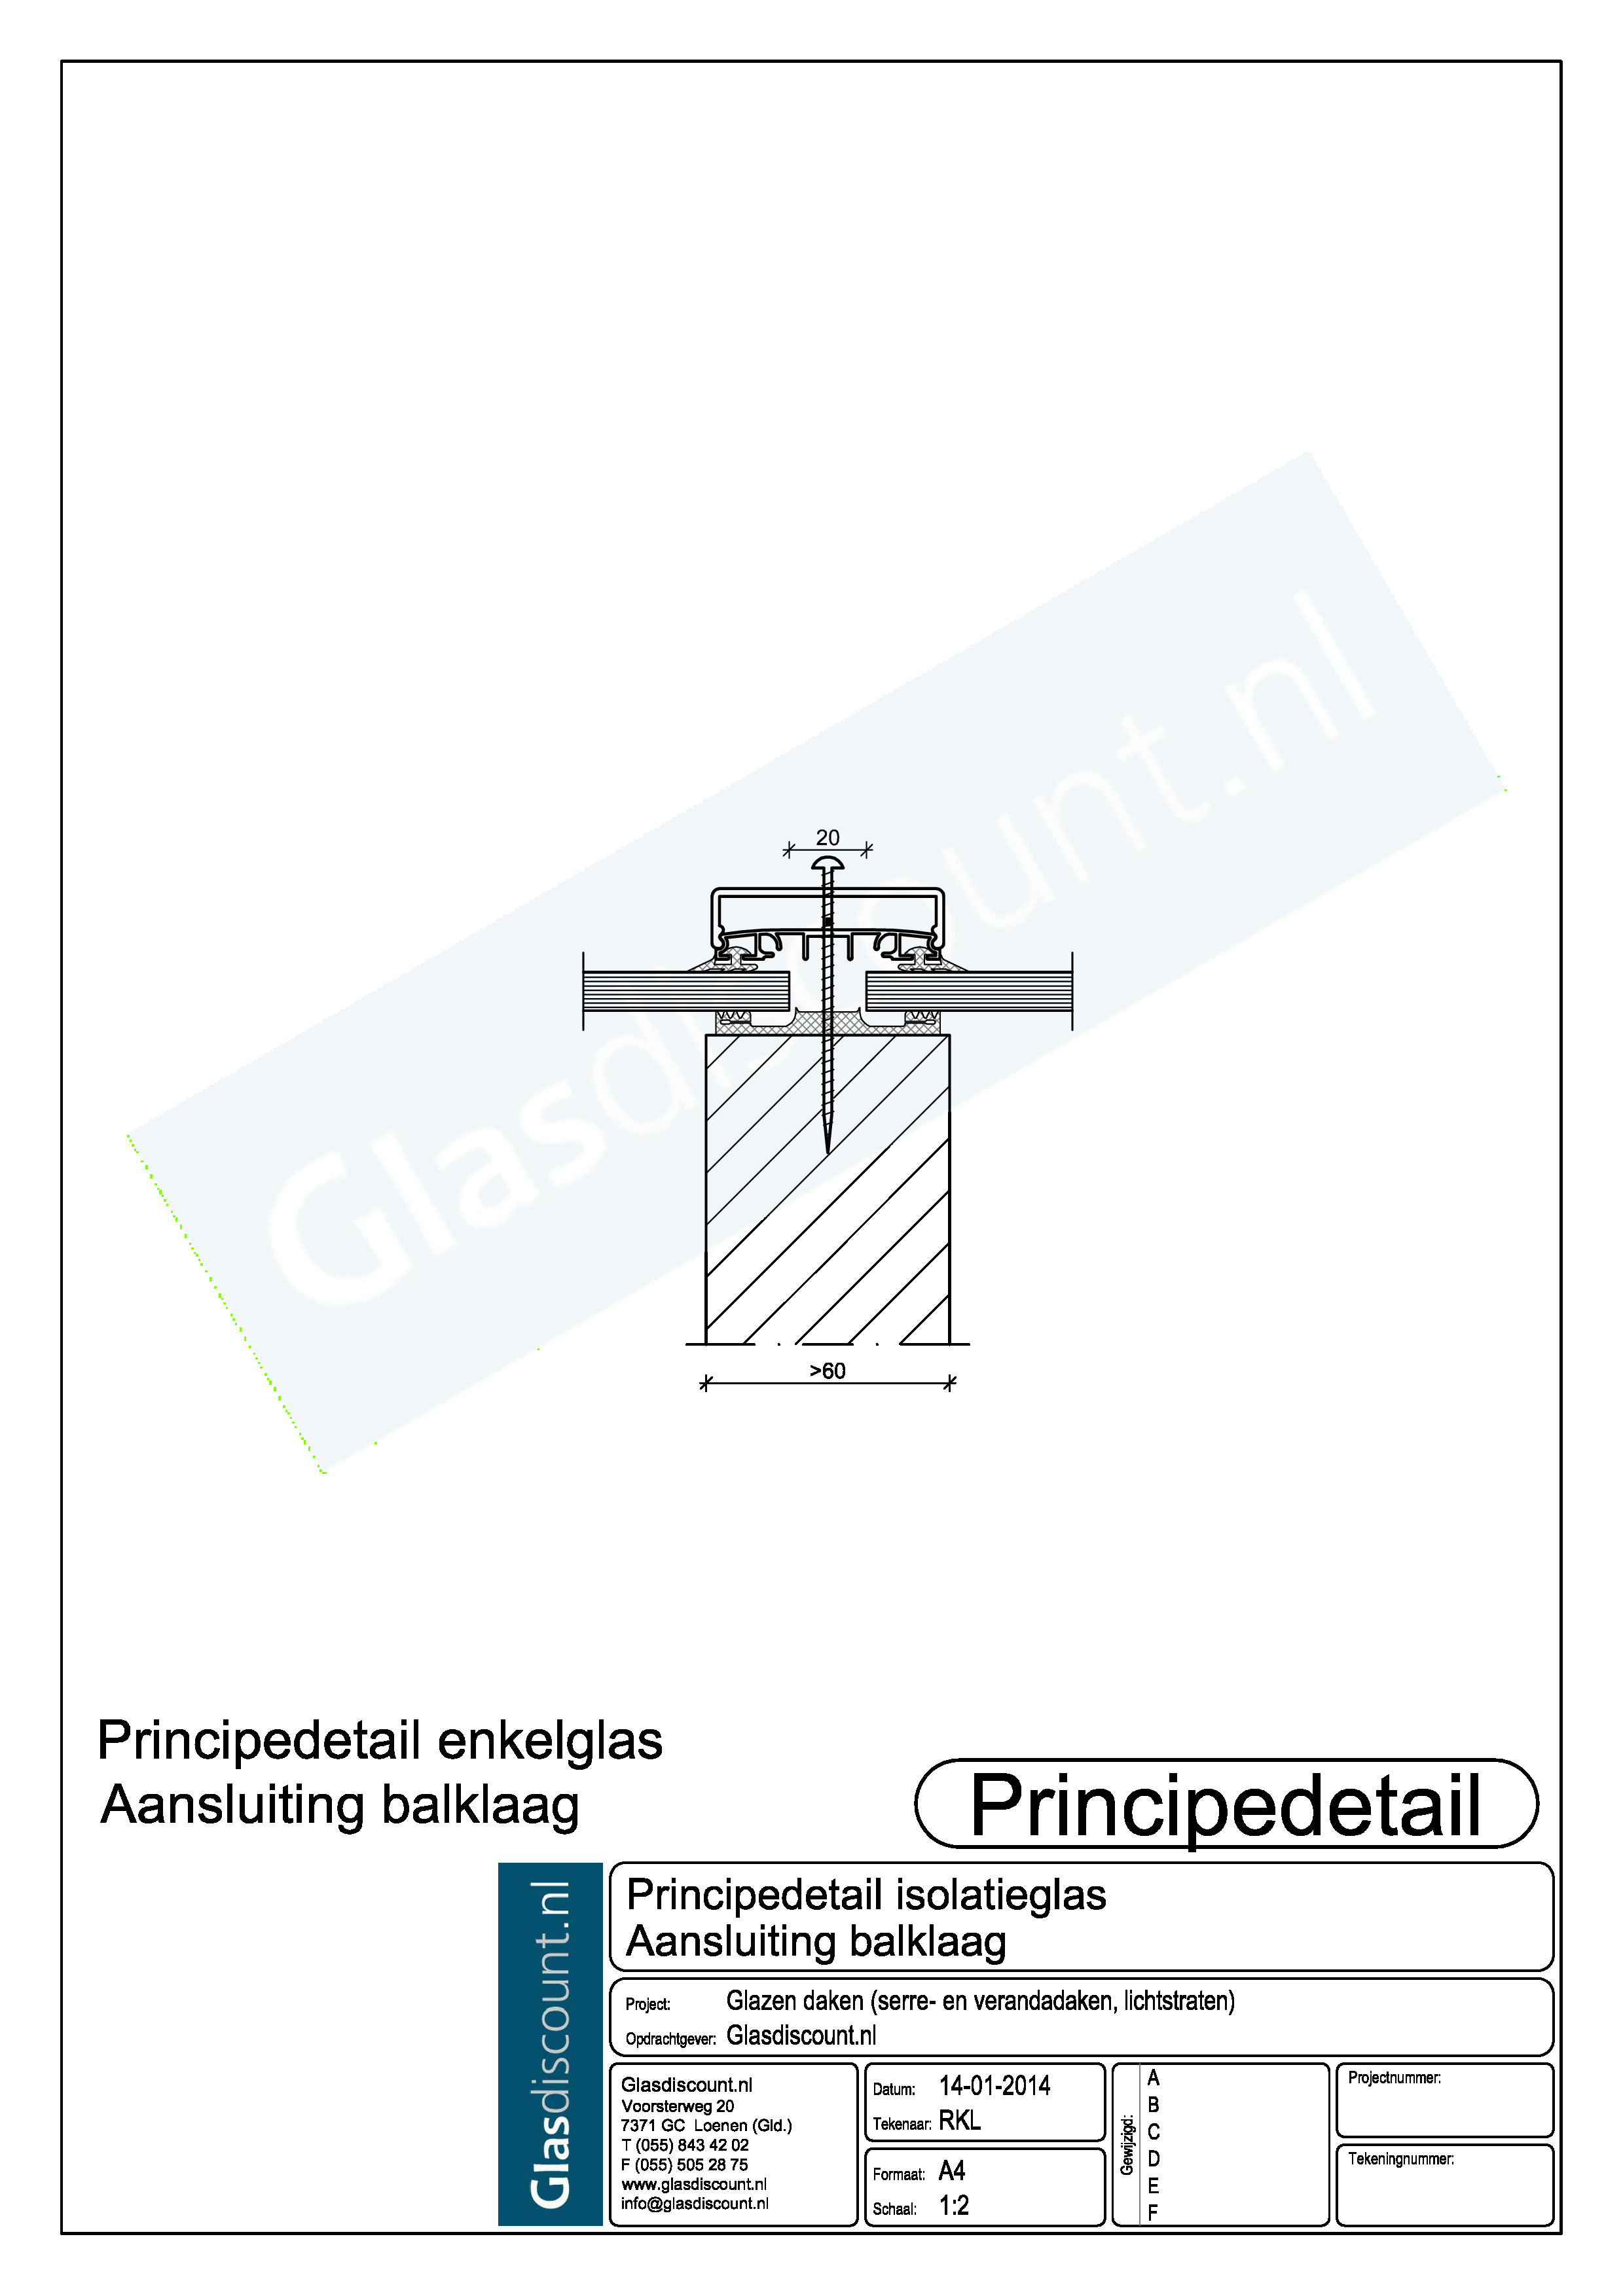 Glasdiscount.nl
20
>60
Principedetail enkelglas
Aansluiting balklaag
Principedetail
Glasdiscount.nl
Principedetail isolatieglas
Aansluiting balklaag
Project: Glazen daken (serre- en verandadaken, lichtstraten)
Opdrachtgever: Glasdiscount.nl
Glasdiscount.nl
Voorsterweg 20
7371 GC Loenen (Gld.)
T (055) 843 42 02
F (055) 505 28 75
www.glasdiscount.nl
info@glasdiscount.nl
Datum: 14-01-2014
Tekenaar: RKL
Formaat: A4
Schaal: 1:2
Gewijzigd:
A
B
C
D
E
F
Projectnummer:
Tekeningnummer: